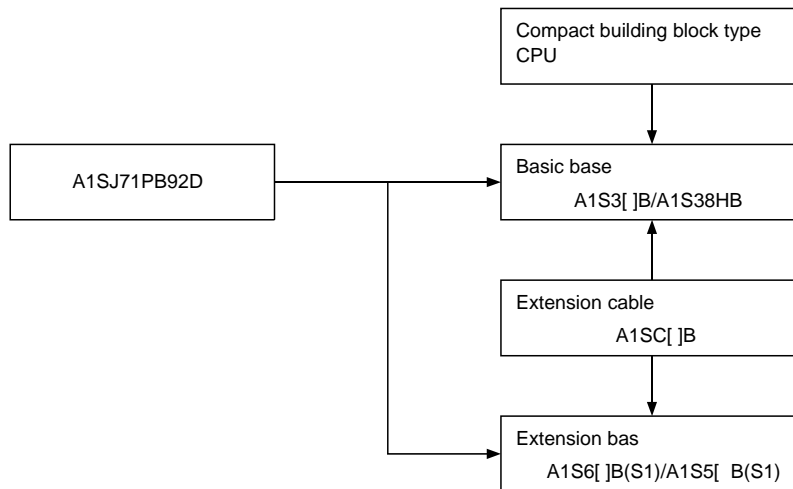 Compact building block type
CPU
A1SJ71PB92D
Basic base
A1S3[ ]B/A1S38HB
Extension cable
A1SC[ ]B
Extension bas
A1S6[ ]B(S1)/A1S5[ B(S1)